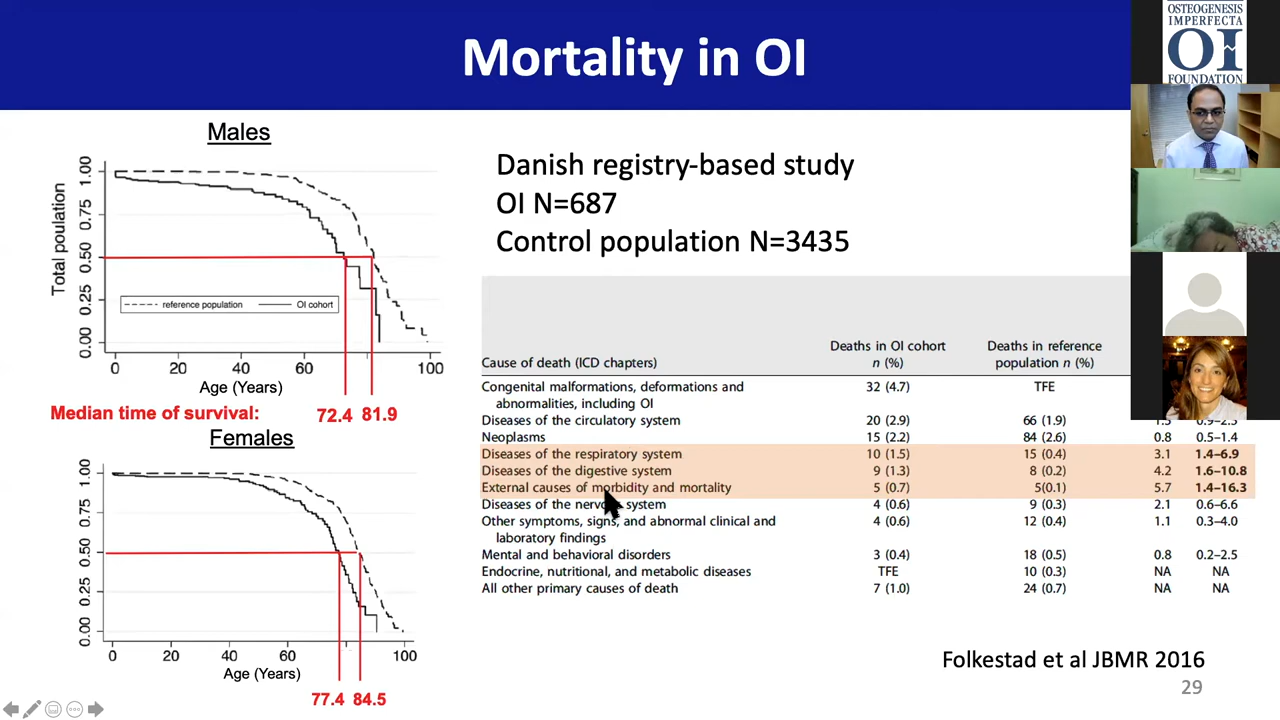 Mortality in OI
OSTEOGENESIS
IMPERFECTA
OI
FOUNDATION
Males
Total poulation
1.00
0.75
0.50
0.25
0.00
reference population
OI cohort
0
20
40
60
80
100
Age (Years)
Median time of survival:
72.4
81.9
Females
1.00
0.75
0.50
0.25
0.00
0
20
60
100
Age (Years)
77.4
84.5
Danish registry-based study
OI N=687
Control population N=3435
Deaths in OI cohort Deaths in reference
Cause of death (ICD chapters) n (%) population n (%)
Congenital malformations, deformations and 32 (4.7) TFE
abnormalities, including OI
Diseases of the circulatory system 20 (2.9) 66 (1.9)
Neoplasms 15 (2.2) 84 (2.6) 0.8 0.5–1.4
Diseases of the respiratory system 10 (1.5) 15 (0.4) 3.1 1.4–6.9
Diseases of the digestive system 9 (1.3) 8 (0.2) 4.2 1.6–10.8
External causes of morbidity and mortality 5 (0.7) 5(0.1) 5.7 1.4–16.3
Diseases of the nervous system 4 (0.6) 9 (0.3) 2.1 0.6–6.6
Other symptoms, signs, and abnormal clinical and 4 (0.6) 12 (0.4) 1.1 0.3–4.0
laboratory findings
Mental and behavioral disorders 3 (0.4) 18 (0.5) 0.8 0.2–2.5
Endocrine, nutritional, and metabolic diseases TFE 10 (0.3) NA NA
All other primary causes of death 7 (1.0) 24 (0.7) NA NA
Folkestad et al JBMR 2016
29